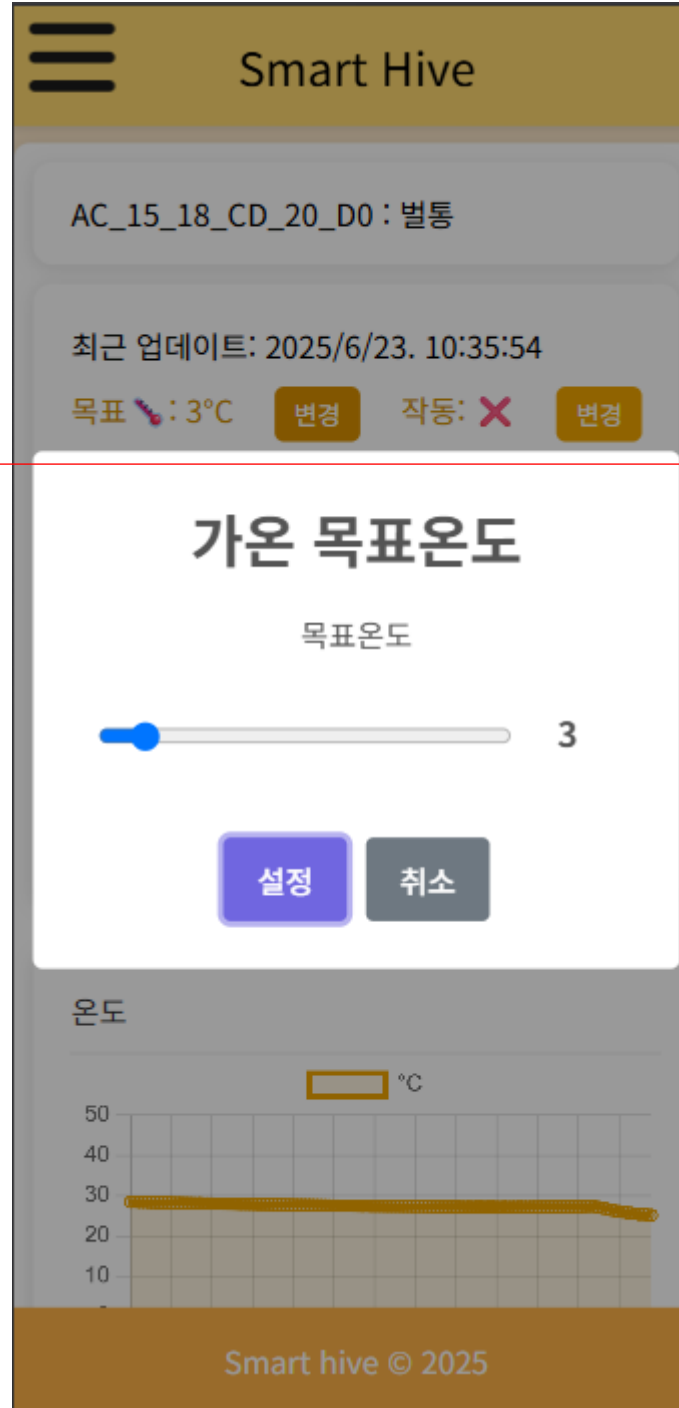 Smart Hive
AC_15_18_CD_20_D0 : 벌통
최근 업데이트: 2025/6/23. 10:35:54
목표 🌡️: 3°C 변경 작동: ❌ 변경
가온 목표온도
목표온도
3
설정 취소
온도
°C
50
40
30
20
10
Smart hive © 2025